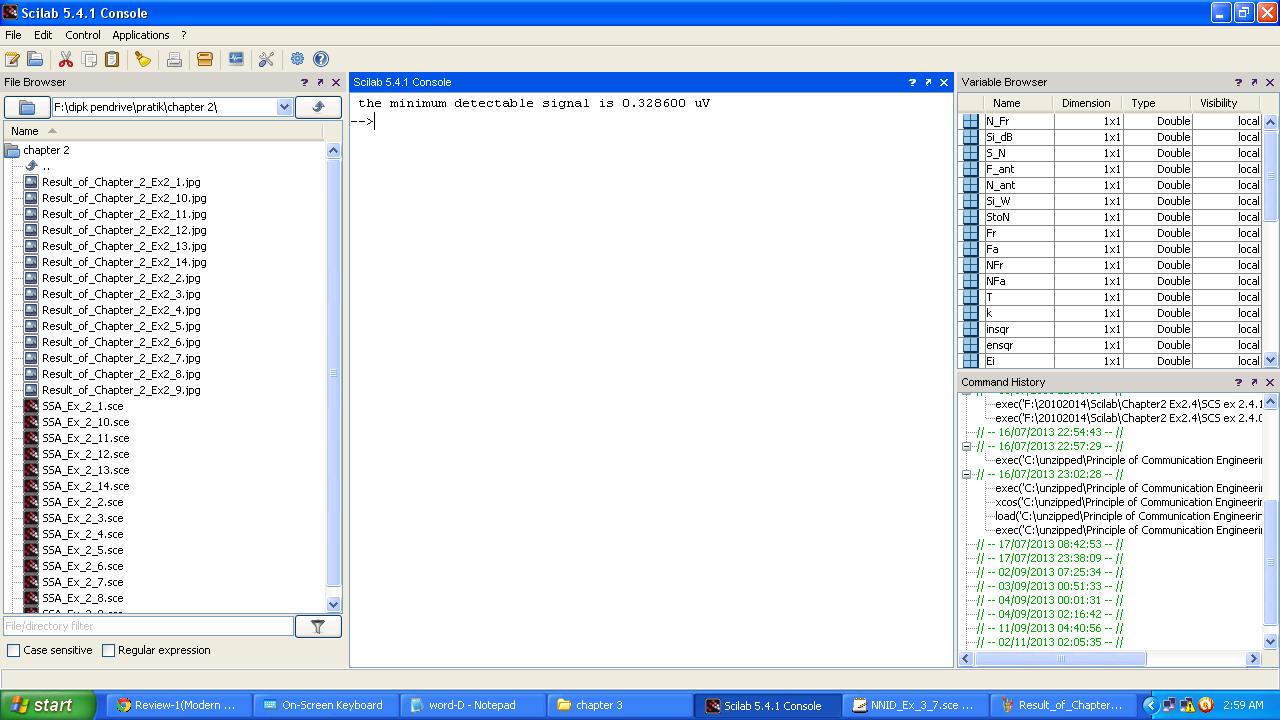 Scilab 5.4.1 Console
File Edit Control Applications ?
File Browser
F:\dipk pendrive\pratik\chapter 2\
Name
chapter 2
..
Result_of_Chapter_2_Ex2_1.jpg
Result_of_Chapter_2_Ex2_10.jpg
Result_of_Chapter_2_Ex2_11.jpg
Result_of_Chapter_2_Ex2_12.jpg
Result_of_Chapter_2_Ex2_13.jpg
Result_of_Chapter_2_Ex2_14.jpg
Result_of_Chapter_2_Ex2_2.jpg
Result_of_Chapter_2_Ex2_3.jpg
Result_of_Chapter_2_Ex2_4.jpg
Result_of_Chapter_2_Ex2_5.jpg
Result_of_Chapter_2_Ex2_6.jpg
Result_of_Chapter_2_Ex2_7.jpg
Result_of_Chapter_2_Ex2_8.jpg
Result_of_Chapter_2_Ex2_9.jpg
SSA_Ex_2_1.sce
SSA_Ex_2_10.sce
SSA_Ex_2_11.sce
SSA_Ex_2_12.sce
SSA_Ex_2_13.sce
SSA_Ex_2_14.sce
SSA_Ex_2_2.sce
SSA_Ex_2_3.sce
SSA_Ex_2_4.sce
SSA_Ex_2_5.sce
SSA_Ex_2_6.sce
SSA_Ex_2_7.sce
SSA_Ex_2_8.sce
File/directory filter
Case sensitive Regular expression
Scilab 5.4.1 Console
the minimum detectable signal is 0.328600 uV
-->
Variable Browser
Name Dimension Type Visibility
N_Fr 1x1 Double local
Si_dB 1x1 Double local
S_N 1x1 Double local
F_ant 1x1 Double local
N_ant 1x1 Double local
Si_W 1x1 Double local
StoN 1x1 Double local
Fr 1x1 Double local
Fa 1x1 Double local
NFr 1x1 Double local
NFa 1x1 Double local
T 1x1 Double local
k 1x1 Double local
insqr 1x1 Double local
ensqr 1x1 Double local
Ei 1x1 Double local
Command History
exec('F:\20102014\Scilab\Chapter2 Ex2.4\SCS ex 2.4.1
exec('F:\20102014\Scilab\Chapter2 Ex2.4\SCS ex 2.4.
// -- 16/07/2013 22:54:43 -- //
// -- 16/07/2013 22:57:29 -- //
exec('C:\unzipped\Principle of Communication Engineeri
// -- 16/07/2013 23:02:28 -- //
exec('C:\unzipped\Principle of Communication Engineerin
xcos('C:\unzipped\Principle of Communication Engineerin
load('C:\unzipped\Principle of Communication Engineerin
exec('C:\unzipped\Principle of Communication Engineerin
// -- 17/07/2013 08:42:53 -- //
// -- 17/07/2013 23:38:09 -- //
// -- 02/09/2013 07:25:39 -- //
// -- 03/09/2013 00:51:33 -- //
// -- 04/09/2013 00:01:31 -- //
// -- 04/09/2013 02:16:42 -- //
// -- 11/09/2013 04:40:56 -- //
// -- 02/11/2013 02:05:35 -- //
start
Review-1(Modern ...
On-Screen Keyboard
word-D - Notepad
chapter 3
Scilab 5.4.1 Console
NNID_Ex_3_7.sce ...
Result_of_Chapter...
2:59 AM